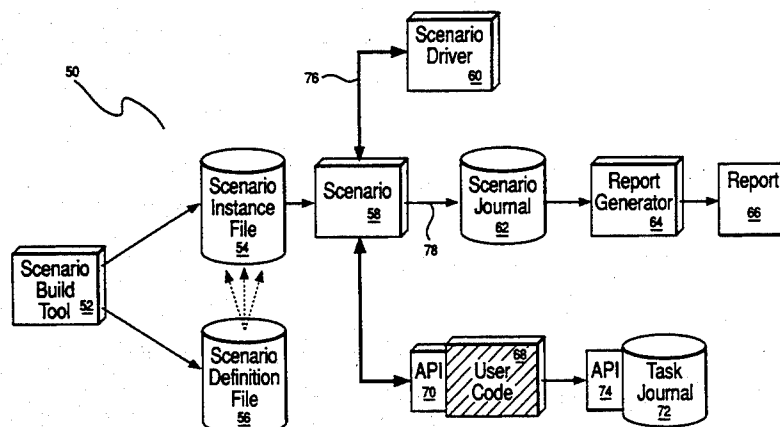 50
76
Scenario
Driver
60
Scenario
Instance
File
54
Scenario
58
78
Scenario
Journal
62
Report
Generator
64
Report
66
Scenario
Build
Tool 52
Scenario
Definition
File
56
API
70
User
Code
68
API
74
Task
Journal
72